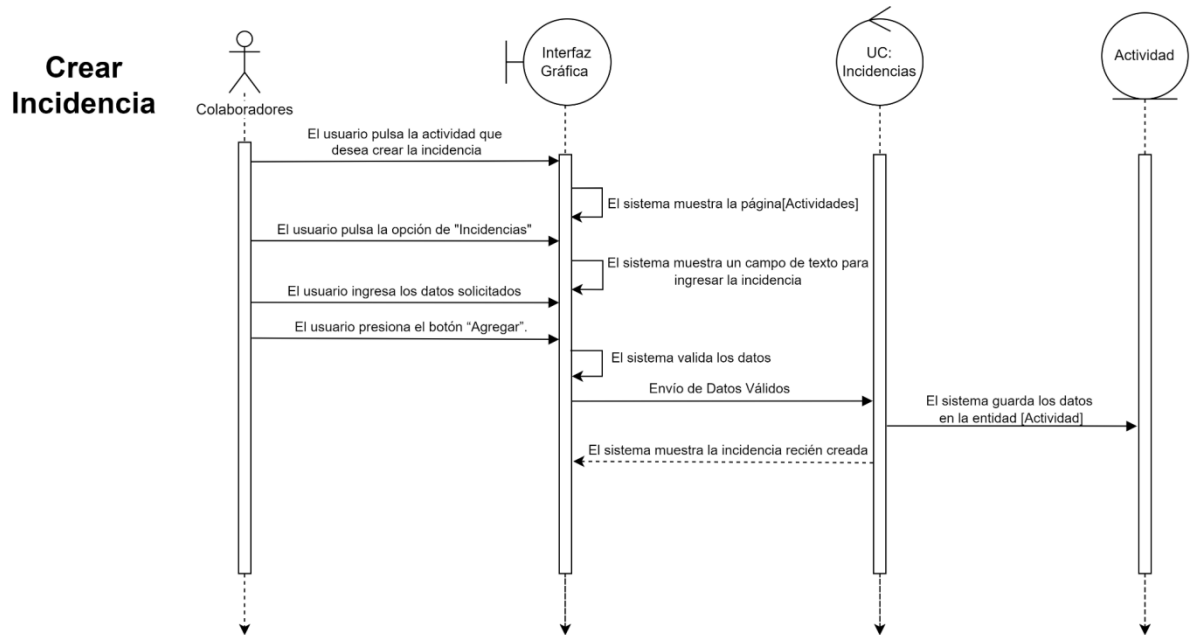 Crear
Incidencia
Colaboradores
Interfaz
Gráfica
UC:
Incidencias
Actividad
El usuario pulsa la actividad que
desea crear la incidencia
El sistema muestra la página[Actividades]
El usuario pulsa la opción de "Incidencias"
El sistema muestra un campo de texto para
ingresar la incidencia
El usuario ingresa los datos solicitados
El usuario presiona el botón “Agregar”.
El sistema valida los datos
Envío de Datos Válidos
El sistema guarda los datos
en la entidad [Actividad]
El sistema muestra la incidencia recién creada